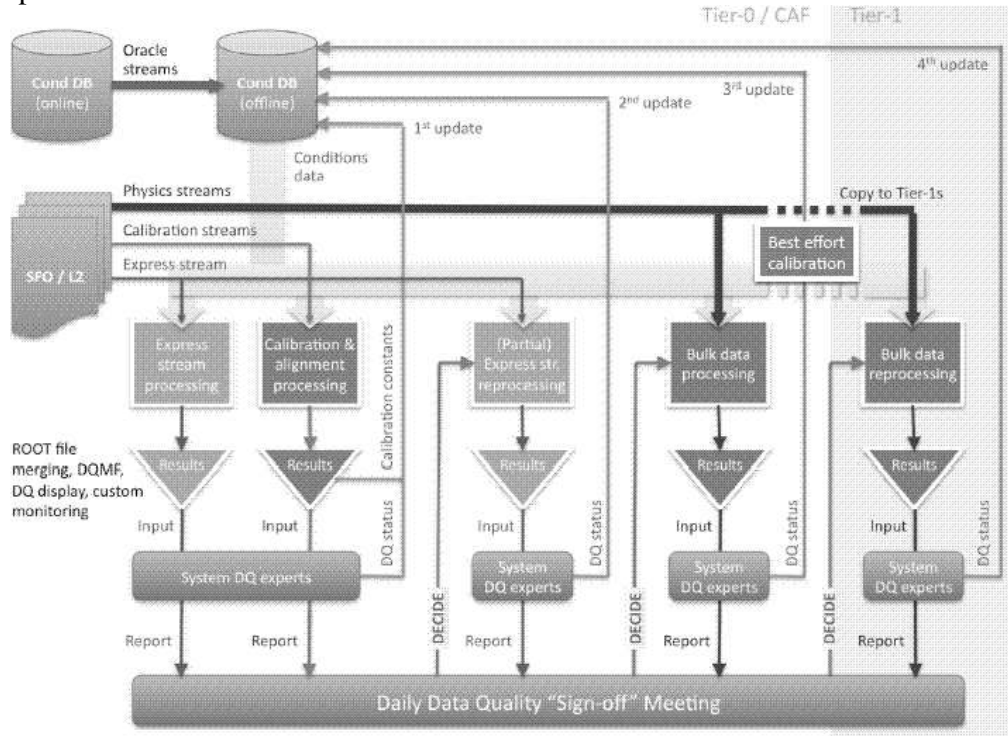 Tier-0 / CAF
Tier-1
Oracle
streams
Cond DB
(online)
Cond DB
(offline)
4th update
3rd update
2nd update
1st update
Conditions
data
Physics streams
Copy to Tier-1s
Calibration streams
Best effort
calibration
Express stream
SFO / L2
Express
stream
processing
Calibration &
alignment
processing
Calibration constants
(Partial)
Express str.
reprocessing
Bulk data
processing
Bulk data
reprocessing
ROOT file
merging, DQMF,
DQ display, custom
monitoring
Results
Results
Results
Results
Results
Input
Input
DQ status
Input
DQ status
Input
DQ status
Input
DQ status
System DQ experts
System
DQ experts
System
DQ experts
System
DQ experts
Report
Report
DECIDE
Report
DECIDE
Report
DECIDE
Report
Daily Data Quality “Sign-off” Meeting